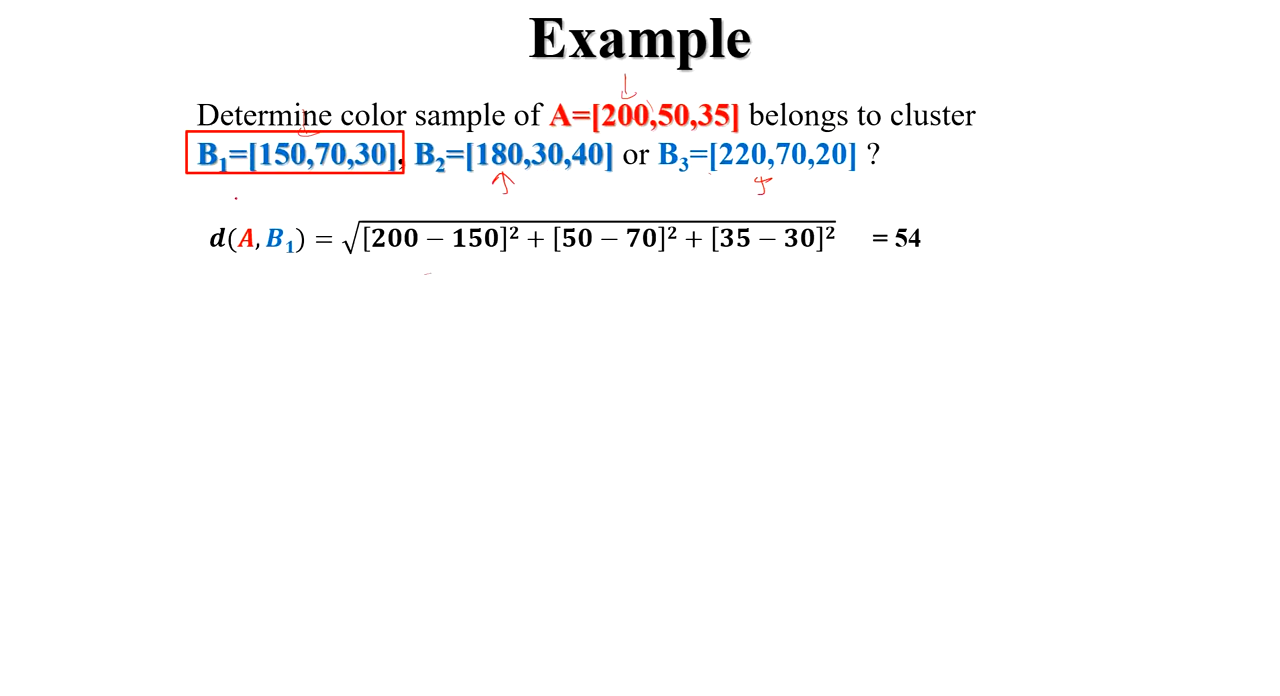 Example
Determine color sample of A=[200,50,35] belongs to cluster
B₁=[150,70,30], B₂=[180,30,40] or B₃=[220,70,20] ?
d(A, B₁) = √[200 − 150]² + [50 − 70]² + [35 − 30]² = 54